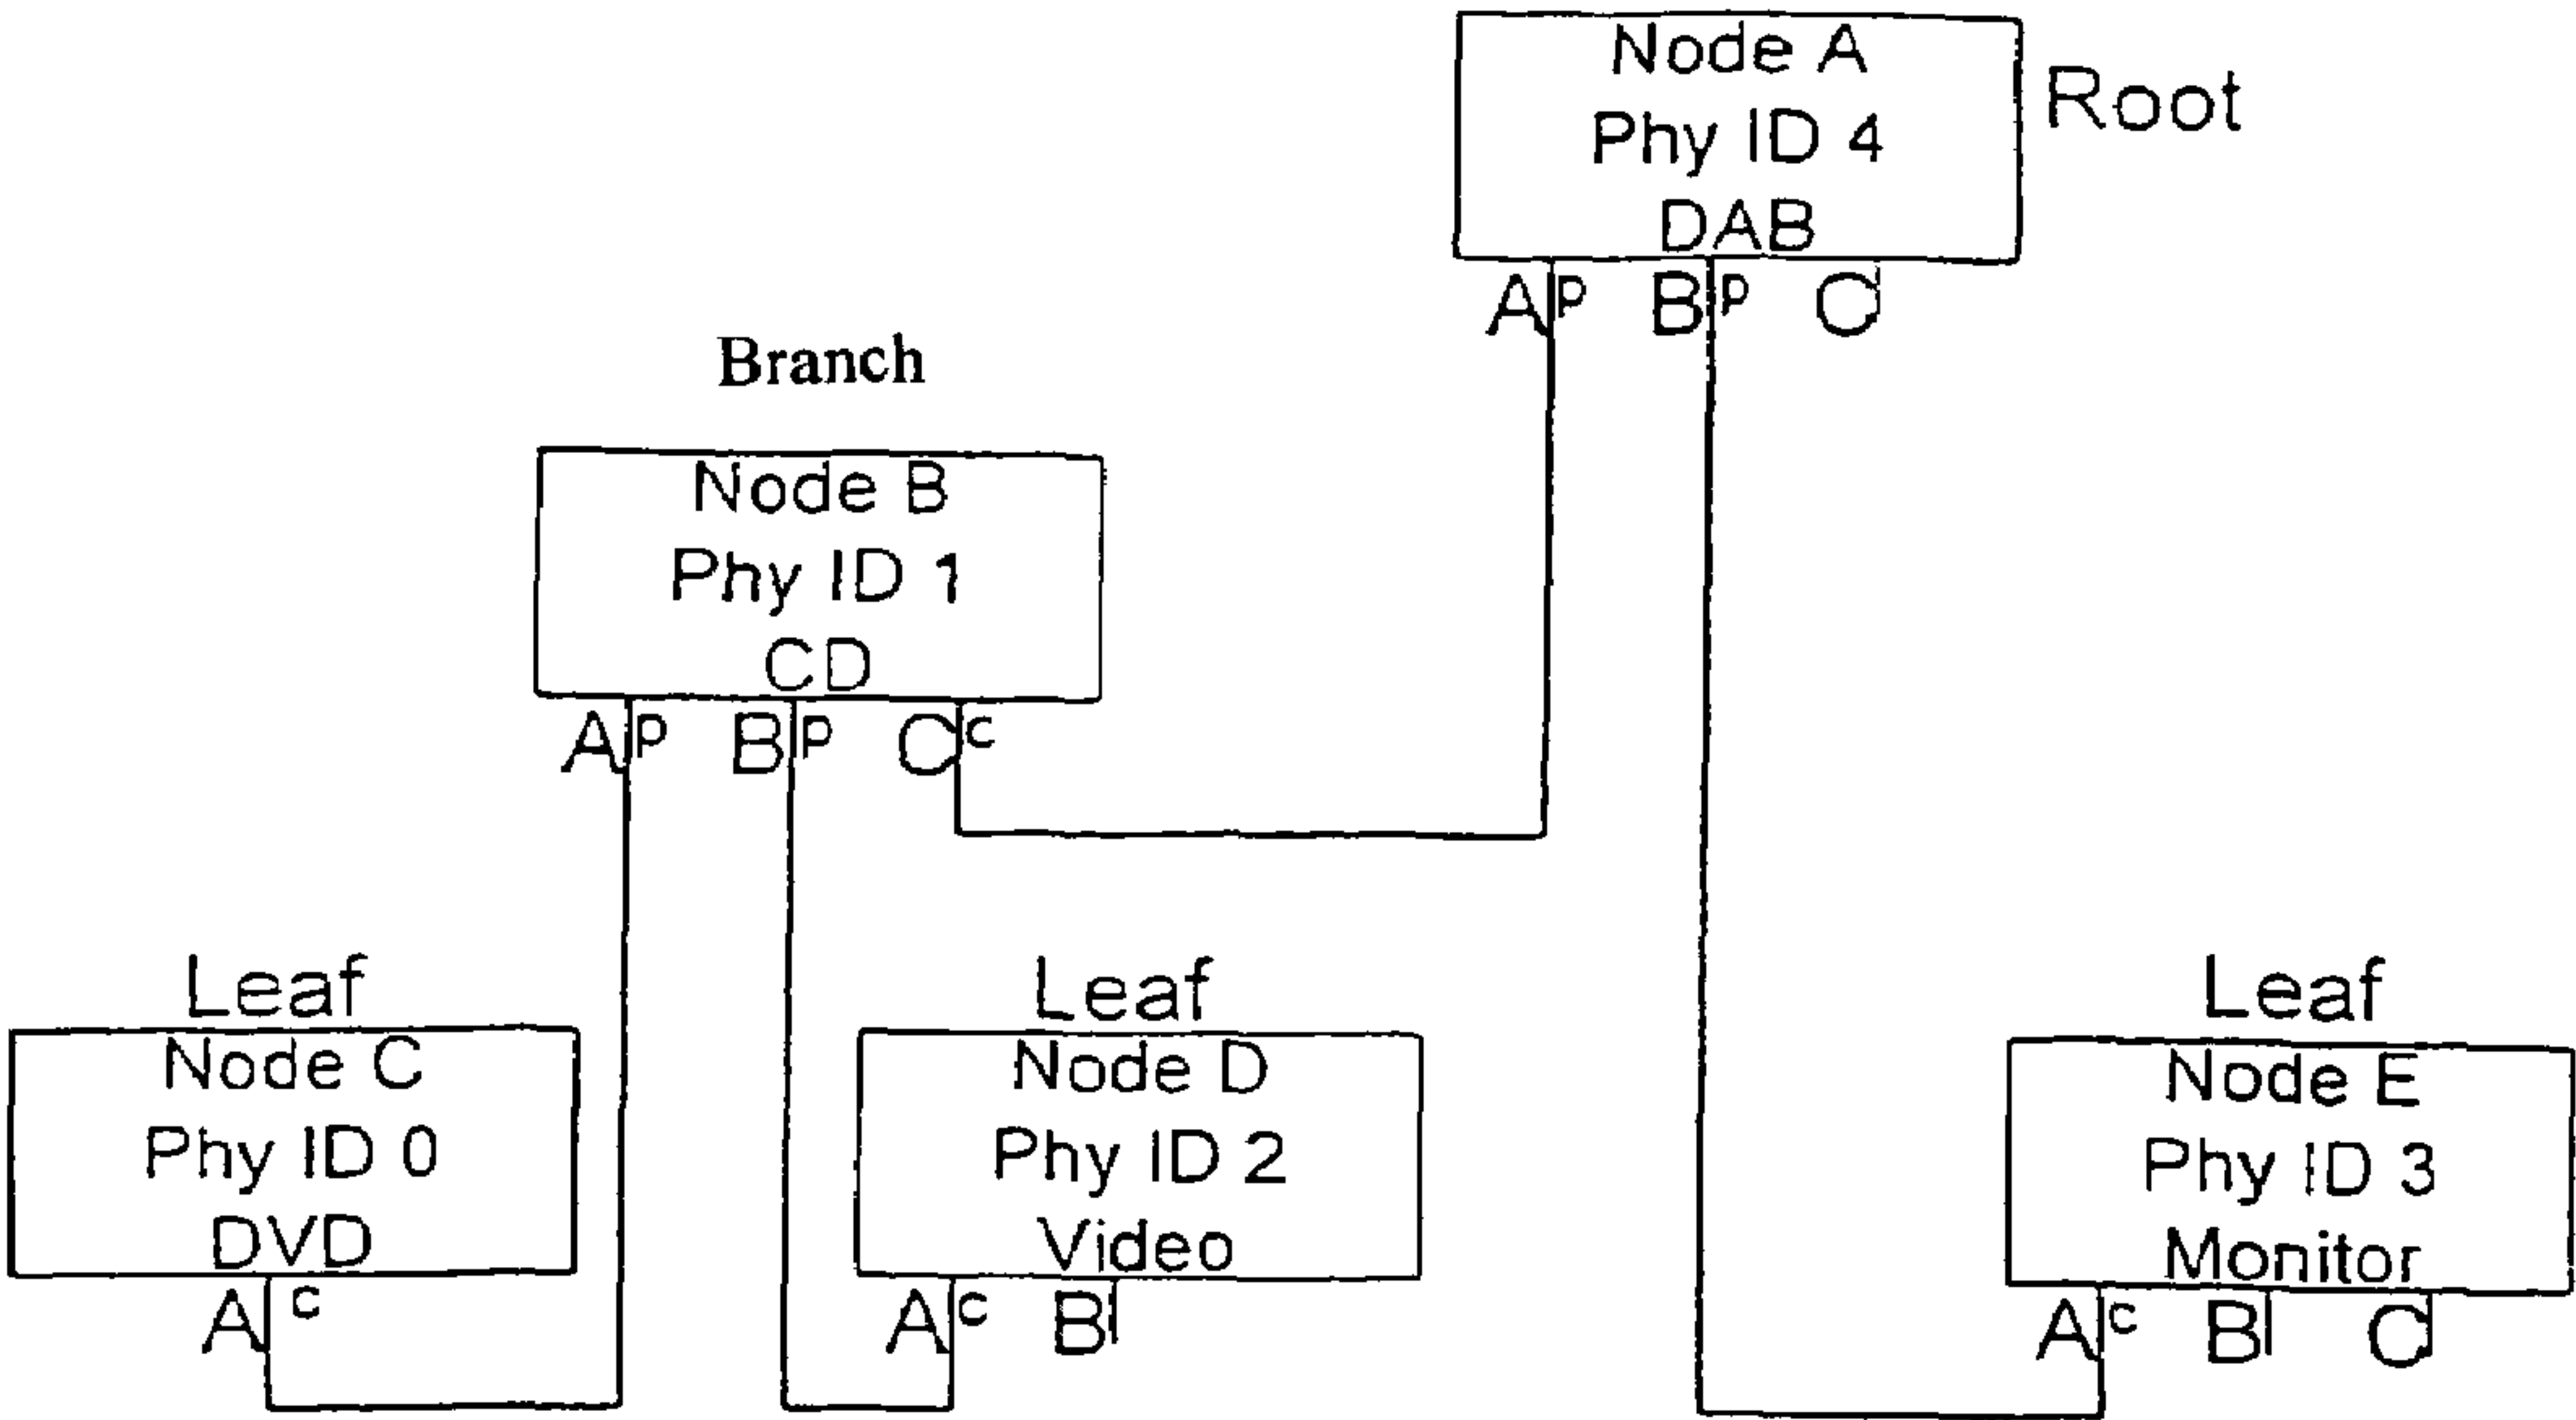 Node A
Phy ID 4
DAB
Root
A p B p C
Branch
Node B
Phy ID 1
CD
A p B p C c
Leaf
Node C
Phy ID 0
DVD
A c
Leaf
Node D
Phy ID 2
Video
A c B
Leaf
Node E
Phy ID 3
Monitor
A c B C